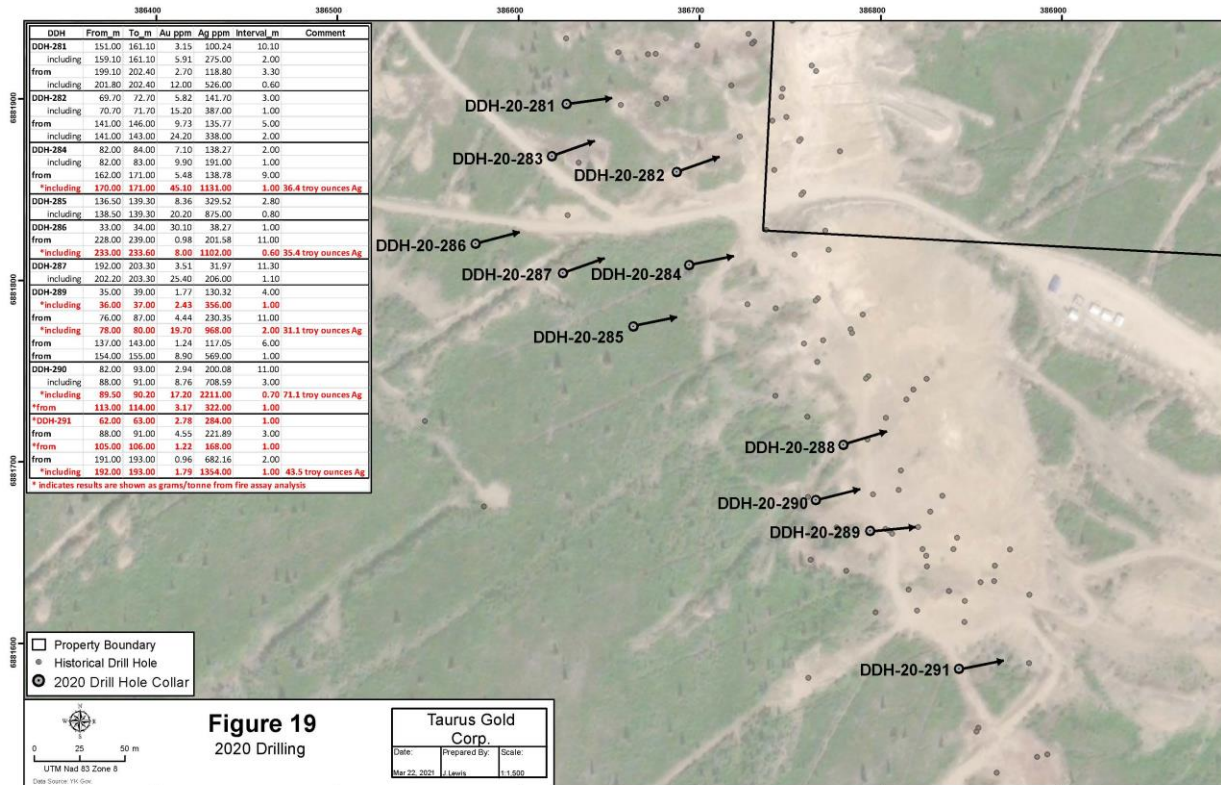 386400 386500 386600 386700 386800 386900
DDH From_m To_m Au ppm Ag ppm Interval_m Comment
DDH-281 151.00 161.10 3.15 100.24 10.10
including 159.10 161.10 5.91 275.00 2.00
from 199.10 202.40 2.70 118.80 3.30
including 201.80 202.40 12.00 526.00 0.60
DDH-282 69.70 72.70 5.82 141.70 3.00
including 70.70 71.70 15.20 387.00 1.00
from 141.00 146.00 9.73 135.77 5.00
including 141.00 143.00 24.20 338.00 2.00
DDH-284 82.00 84.00 7.10 138.27 2.00
including 82.00 83.00 9.90 191.00 1.00
from 162.00 171.00 5.48 138.78 9.00
*including 170.00 171.00 45.10 1131.00 1.00 36.4 troy ounces Ag
DDH-285 136.50 139.30 8.36 329.52 2.80
including 138.50 139.30 20.20 875.00 0.80
DDH-286 33.00 34.00 30.10 38.27 1.00
from 228.00 239.00 0.98 201.58 11.00
*including 233.00 233.60 8.00 1102.00 0.60 35.4 troy ounces Ag
DDH-287 192.00 203.30 3.51 31.97 11.30
including 202.20 203.30 25.40 206.00 1.10
DDH-289 35.00 39.00 1.77 130.32 4.00
*including 36.00 37.00 2.43 356.00 1.00
from 76.00 87.00 4.44 230.35 11.00
*including 78.00 80.00 19.70 968.00 2.00 31.1 troy ounces Ag
from 137.00 143.00 1.24 117.05 6.00
from 154.00 155.00 8.90 569.00 1.00
DDH-290 82.00 93.00 2.94 200.08 11.00
including 88.00 91.00 8.76 708.59 3.00
*including 89.50 90.20 17.20 2211.00 0.70 71.1 troy ounces Ag
*from 113.00 114.00 3.17 322.00 1.00
*DDH-291 62.00 63.00 2.78 284.00 1.00
from 88.00 91.00 4.55 221.89 3.00
*from 105.00 106.00 1.22 168.00 1.00
from 191.00 193.00 0.96 682.16 2.00
*including 192.00 193.00 1.79 1354.00 1.00 43.5 troy ounces Ag
* indicates results are shown as grams/tonne from fire assay analysis
6881900
6881800
6881700
6881600
DDH-20-281
DDH-20-283
DDH-20-282
DDH-20-286
DDH-20-287
DDH-20-284
DDH-20-285
DDH-20-288
DDH-20-290
DDH-20-289
DDH-20-291
Property Boundary
Historical Drill Hole
2020 Drill Hole Collar
N
W E
S
0 25 50 m
UTM Nad 83 Zone 8
Data Source: YK Gov.
Figure 19
2020 Drilling
Taurus Gold
Corp.
Date: Prepared By: Scale:
Mar 22, 2021 J.Lewis 1:1,500